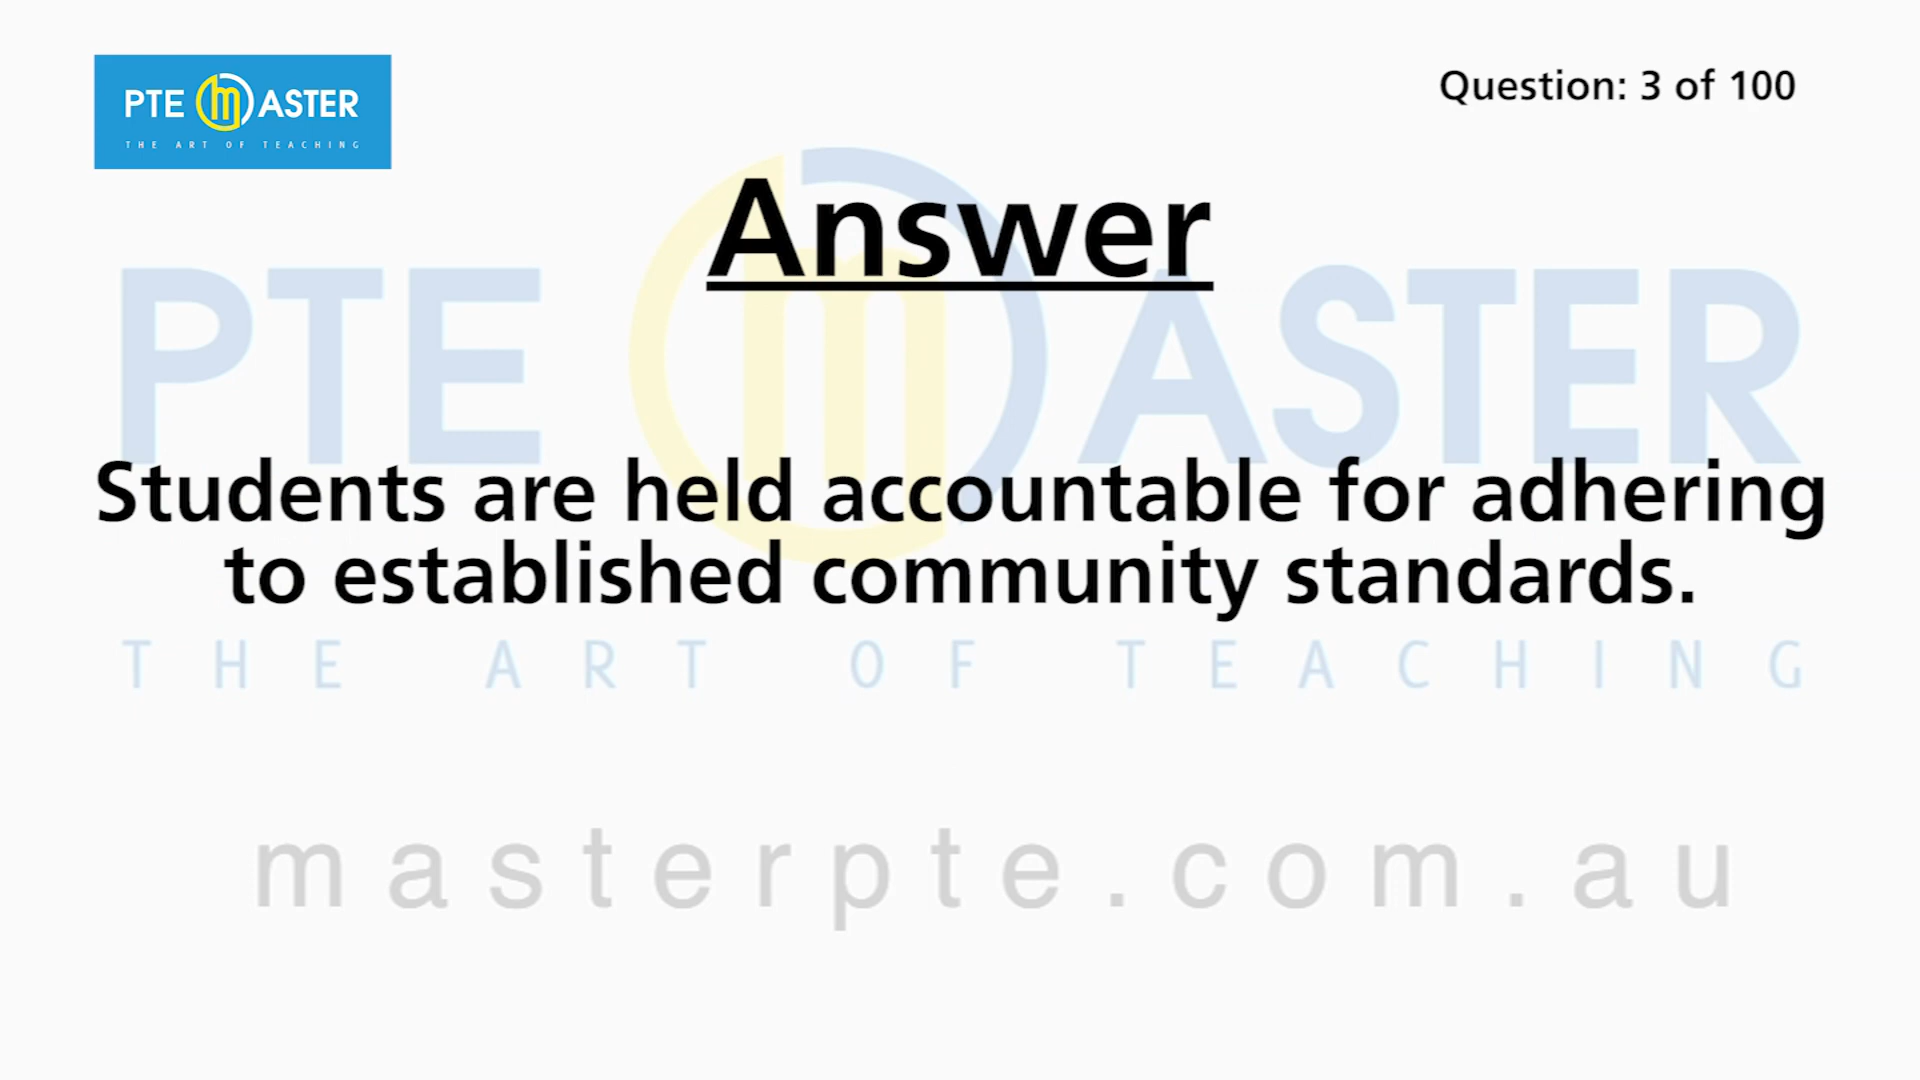 PTE MASTER
THE ART OF TEACHING
Question: 3 of 100
Answer
PTE MASTER
Students are held accountable for adhering
to established community standards.
THE ART OF TEACHING
masterpte.com.au